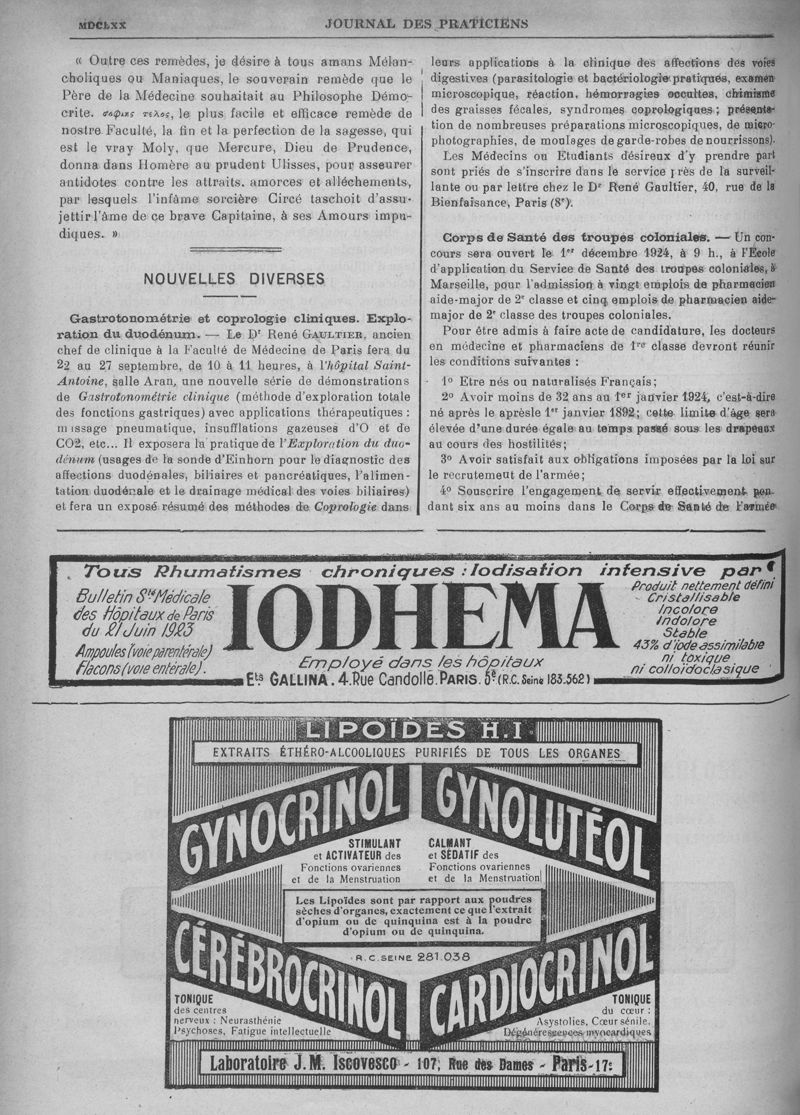 MDCLXX
JOURNAL DES PRATICIENS
« Outre ces remèdes, je désire à tous amans Mélan-
choliques ou Maniaques, le souverain remède que le
Père de la Médecine souhaitait au Philosophe Démo-
crite. σοφιης τελος, le plus facile et efficace remède de
nostre Faculté, la fin et la perfection de la sagesse, qui
est le vray Moly, que Mercure, Dieu de Prudence,
donna dans Homère au prudent Ulisses, pour asseurer
antidotes contre les attraits. amorces et alléchements,
par lesquels l'infâme sorcière Circé taschoit d'assu-
jettir l'âme de ce brave Capitaine, à ses Amours impu-
diques. »
NOUVELLES DIVERSES
Gastrotonométrie et coprologie cliniques. Explo-
ration du duodénum. — Le Dr René GAULTIER, ancien
chef de clinique à la Faculté de Médecine de Paris fera du
22 au 27 septembre, de 10 à 11 heures, à l'hôpital Saint-
Antoine, salle Aran, une nouvelle série de démonstrations
de Gastrotonométrie clinique (méthode d'exploration totale
des fonctions gastriques) avec applications thérapeutiques :
massage pneumatique, insufflations gazeuses d'O et de
CO2, etc... Il exposera la pratique de l'Exploration du duo-
dénum (usages de la sonde d'Einhorn pour le diagnostic des
affections duodénales, biliaires et pancréatiques, l'alimen-
tation duodénale et le drainage médical des voies biliaires)
et fera un exposé résumé des méthodes de Coprologie dans
leurs applications à la clinique des affections des voies
digestives (parasitologie et bactériologie pratiques, examen
microscopique, réaction, hémorragies occultes, chimisme
des graisses fécales, syndromes coprologiques ; présenta-
tion de nombreuses préparations microscopiques, de micro-
photographies, de moulages de garde-robes de nourrissons).
Les Médecins ou Etudiants désireux d'y prendre part
sont priés de s'inscrire dans le service près de la surveil-
lante ou par lettre chez le Dr René Gaultier, 40, rue de la
Bienfaisance, Paris (8e).
Corps de Santé des troupes coloniales. — Un con-
cours sera ouvert le 1er décembre 1924, à 9 h., à l'Ecole
d'application du Service de Santé des troupes coloniales, à
Marseille, pour l'admission à vingt emplois de pharmacien
aide-major de 2e classe et cinq emplois de pharmacien aide-
major de 2e classe des troupes coloniales.
Pour être admis à faire acte de candidature, les docteurs
en médecine et pharmaciens de 1re classe devront réunir
les conditions suivantes :
1o Etre nés ou naturalisés Français ;
2o Avoir moins de 32 ans au 1er janvier 1924, c'est-à-dire
né après le aprèsle 1er janvier 1892 ; cette limite d'âge sera
élevée d'une durée égale au temps passé sous les drapeaux
au cours des hostilités ;
3o Avoir satisfait aux obligations imposées par la loi sur
le recrutement de l'armée ;
4o Souscrire l'engagement de servir effectivement pen-
dant six ans au moins dans le Corps de Santé de l'armée
Tous Rhumatismes chroniques : Iodisation intensive par
Bulletin Sté Médicale
des Hôpitaux de Paris
du 21 Juin 1923
Ampoules (voie parentérale)
Flacons (voie entérale).
IODHEMA
Employé dans les hôpitaux
Ets GALLINA. 4. Rue Candolle. PARIS. 5e (R.C. Seine 183.562)
Produit nettement défini
Cristallisable
Incolore
Indolore
Stable
43% d'iode assimilable
ni toxique
ni colloïdoclasique
LIPOÏDES H.I
EXTRAITS ÉTHÉRO-ALCOOLIQUES PURIFIÉS DE TOUS LES ORGANES
GYNOCRINOL
GYNOLUTÉOL
STIMULANT
et ACTIVATEUR des
Fonctions ovariennes
et de la Menstruation
CALMANT
et SÉDATIF des
Fonctions ovariennes
et de la Menstruation
Les Lipoïdes sont par rapport aux poudres
sèches d'organes, exactement ce que l'extrait
d'opium ou de quinquina est à la poudre
d'opium ou de quinquina.
R.C. SEINE 281.038
CÉRÉBROCRINOL
CARDIOCRINOL
TONIQUE
des centres
nerveux : Neurasthénie
Psychoses, Fatigue intellectuelle
TONIQUE
du cœur :
Asystolies, Cœur sénile,
Dégénérescences myocardiques
Laboratoire J. M. Iscovesco - 107, Rue des Dames - Paris-17e